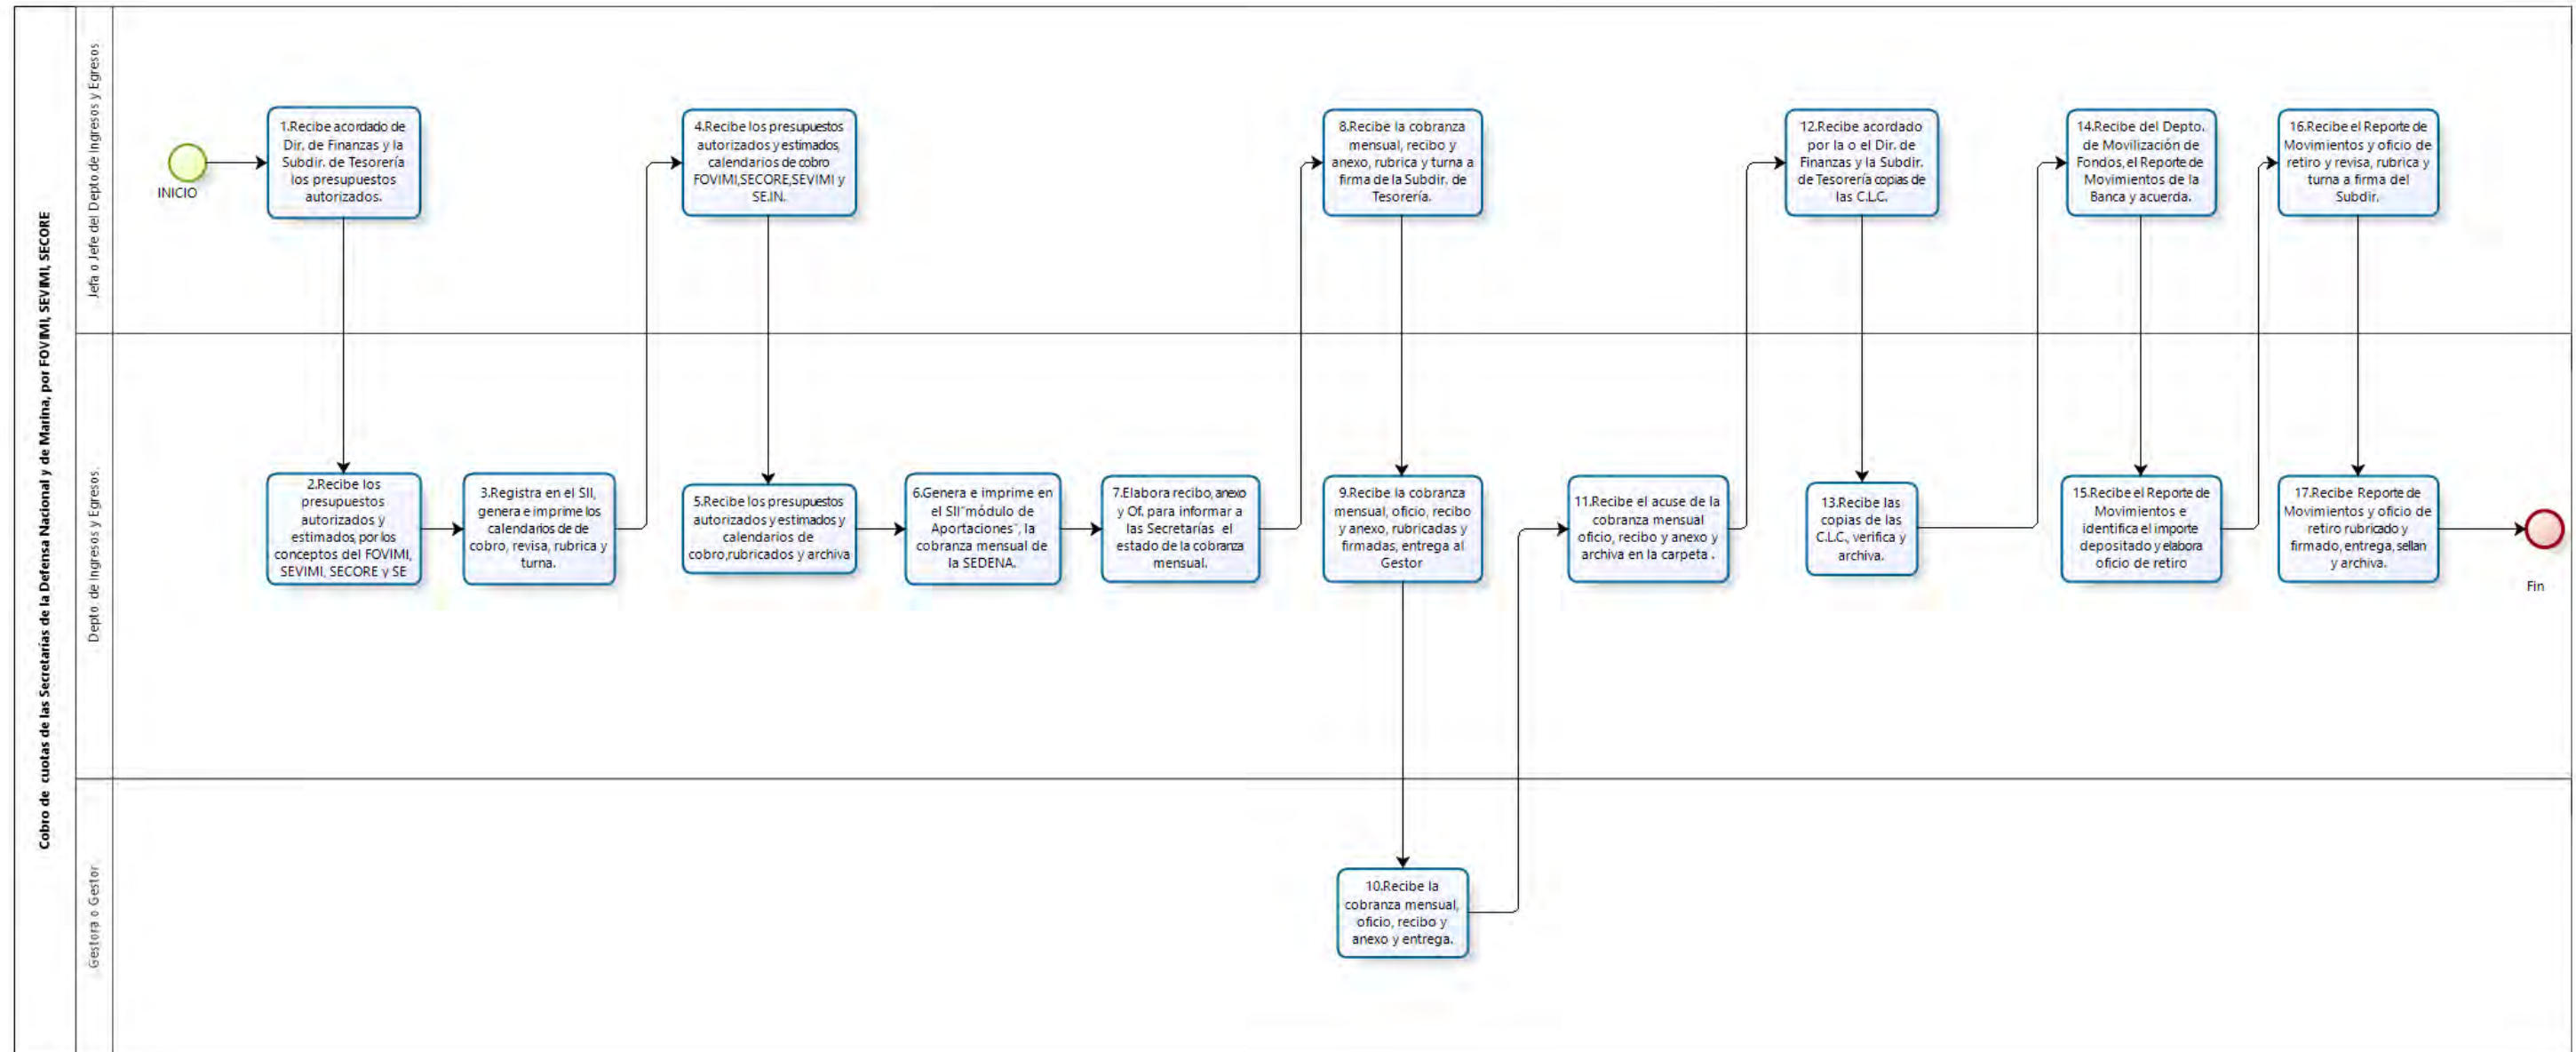 Cobro de cuotas de las Secretarías de la Defensa Nacional y de Marina, por FOVIMI, SEVIMI, SECORE
Jefa o Jefe del Depto de Ingresos y Egresos
INICIO
1.Recibe acordado de
Dir. de Finanzas y la
Subdir. de Tesorería
los presupuestos
autorizados.
4.Recibe los presupuestos
autorizados y estimados,
calendarios de cobro
FOVIMI,SECORE,SEVIMI y
SE.IN.
8.Recibe la cobranza
mensual, recibo y
anexo, rubrica y turna a
firma de la Subdir. de
Tesorería.
12.Recibe acordado
por la o el Dir. de
Finanzas y la Subdir.
de Tesorería copias de
las C.L.C.
14.Recibe del Depto.
de Movilización de
Fondos, el Reporte de
Movimientos de la
Banca y acuerda.
16.Recibe el Reporte de
Movimientos y oficio de
retiro y revisa, rubrica y
turna a firma del
Subdir.
Depto. de Ingresos y Egresos.
2.Recibe los
presupuestos
autorizados y
estimados, por los
conceptos del FOVIMI,
SEVIMI, SECORE y SE
3.Registra en el SII,
genera e imprime los
calendarios de de
cobro, revisa, rubrica y
turna.
5.Recibe los presupuestos
autorizados y estimados y
calendarios de
cobro,rubricados y archiva
6.Genera e imprime en
el SII"módulo de
Aportaciones", la
cobranza mensual de
la SEDENA.
7.Elabora recibo, anexo
y Of. para informar a
las Secretarías el
estado de la cobranza
mensual.
9.Recibe la cobranza
mensual, oficio, recibo
y anexo, rubricadas y
firmadas, entrega al
Gestor
11.Recibe el acuse de la
cobranza mensual
oficio, recibo y anexo y
archiva en la carpeta .
13.Recibe las
copias de las
C.L.C., verifica y
archiva.
15.Recibe el Reporte de
Movimientos e
identifica el importe
depositado y elabora
oficio de retiro
17.Recibe Reporte de
Movimientos y oficio de
retiro rubricado y
firmado, entrega, sellan
y archiva.
Fin
Gestora o Gestor.
10.Recibe la
cobranza mensual,
oficio, recibo y
anexo y entrega.